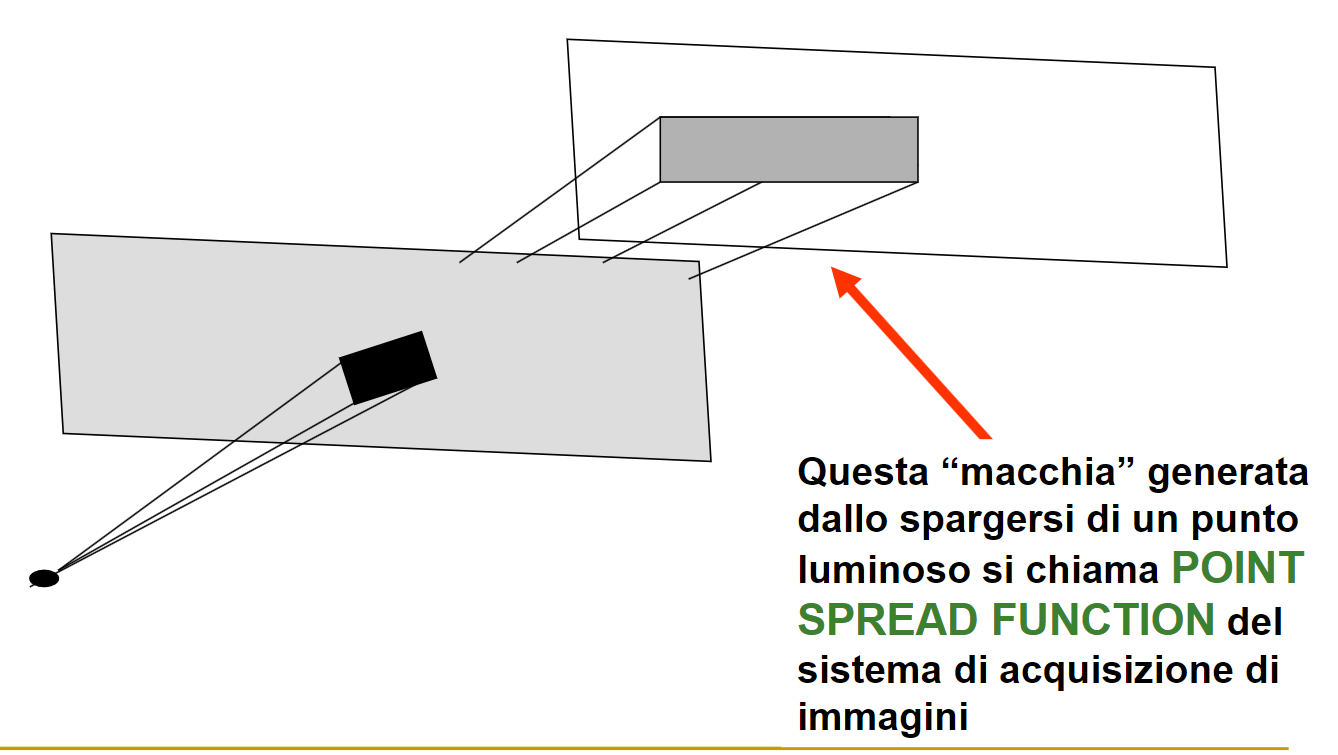 Questa “macchia” generata
dallo spargersi di un punto
luminoso si chiama POINT
SPREAD FUNCTION del
sistema di acquisizione di
immagini